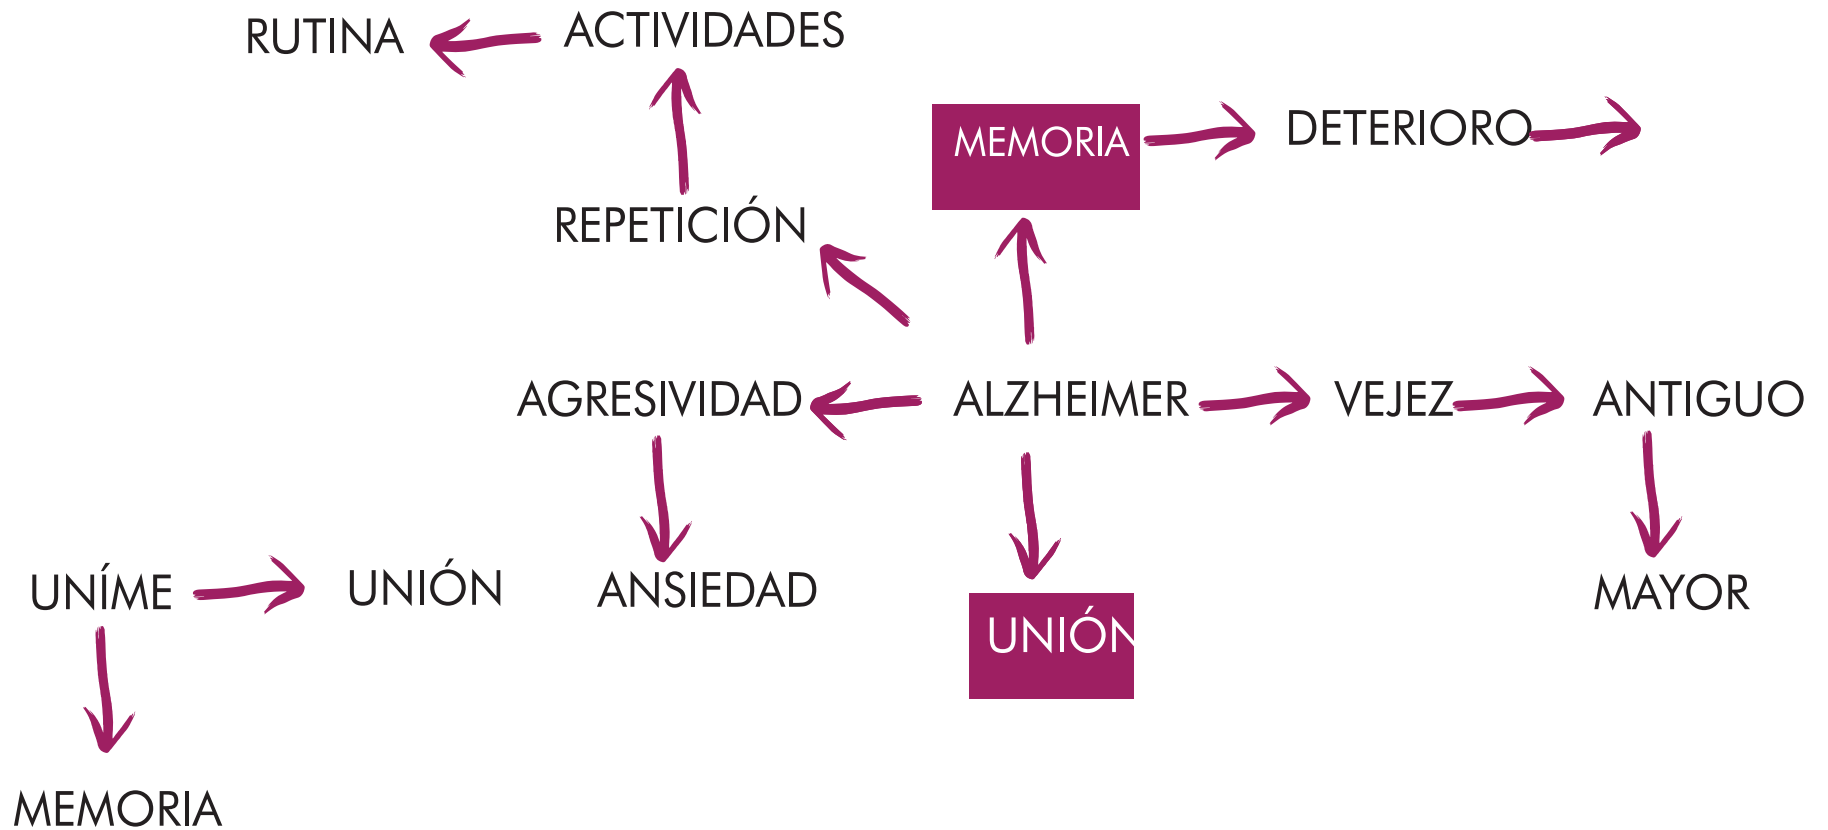 RUTINA
ACTIVIDADES
MEMORIA
DETERIORO
REPETICIÓN
AGRESIVIDAD
ALZHEIMER
VEJEZ
ANTIGUO
UNÍME
UNIÓN
ANSIEDAD
UNIÓN
MAYOR
MEMORIA